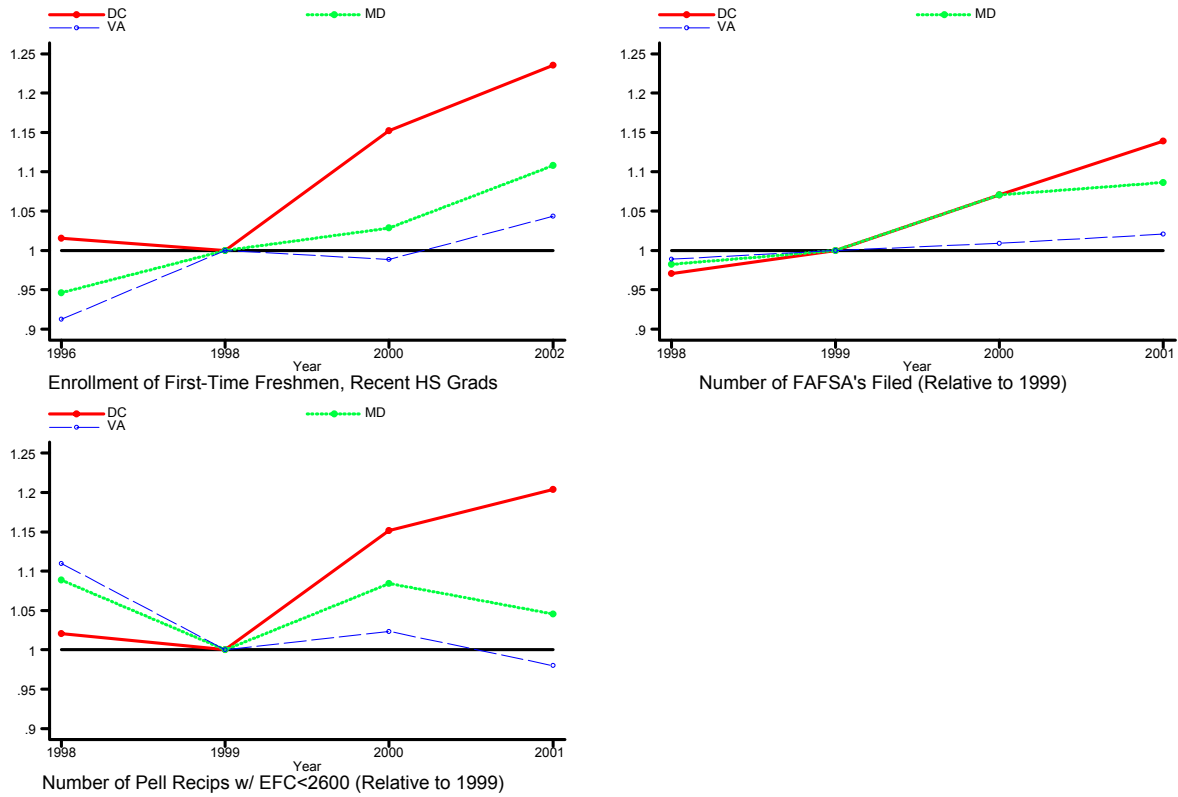 DC
MD
VA
1.25
1.2
1.15
1.1
1.05
1
.95
.9
1996
1998
2000
2002
Year
Enrollment of First-Time Freshmen, Recent HS Grads
DC
MD
VA
1.25
1.2
1.15
1.1
1.05
1
.95
.9
1998
1999
2000
2001
Year
Number of FAFSA's Filed (Relative to 1999)
DC
MD
VA
1.25
1.2
1.15
1.1
1.05
1
.95
.9
1998
1999
2000
2001
Year
Number of Pell Recips w/ EFC<2600 (Relative to 1999)